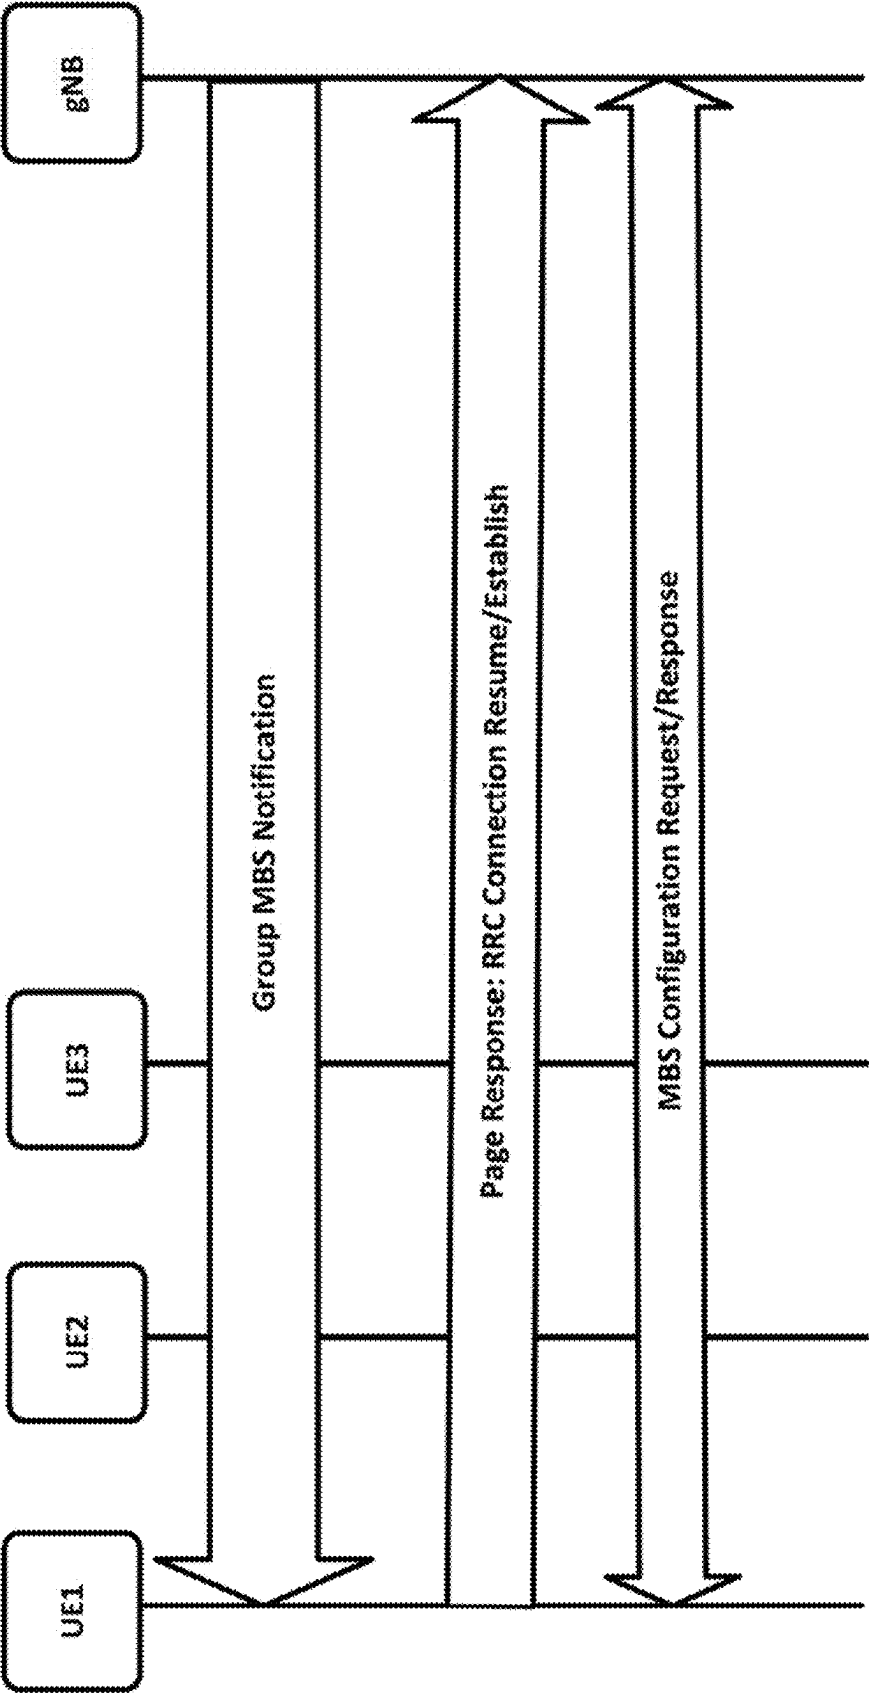 UE1
UE2
UE3
gNB
Group MBS Notification
Page Response: RRC Connection Resume/Establish
MBS Configuration Request/Response